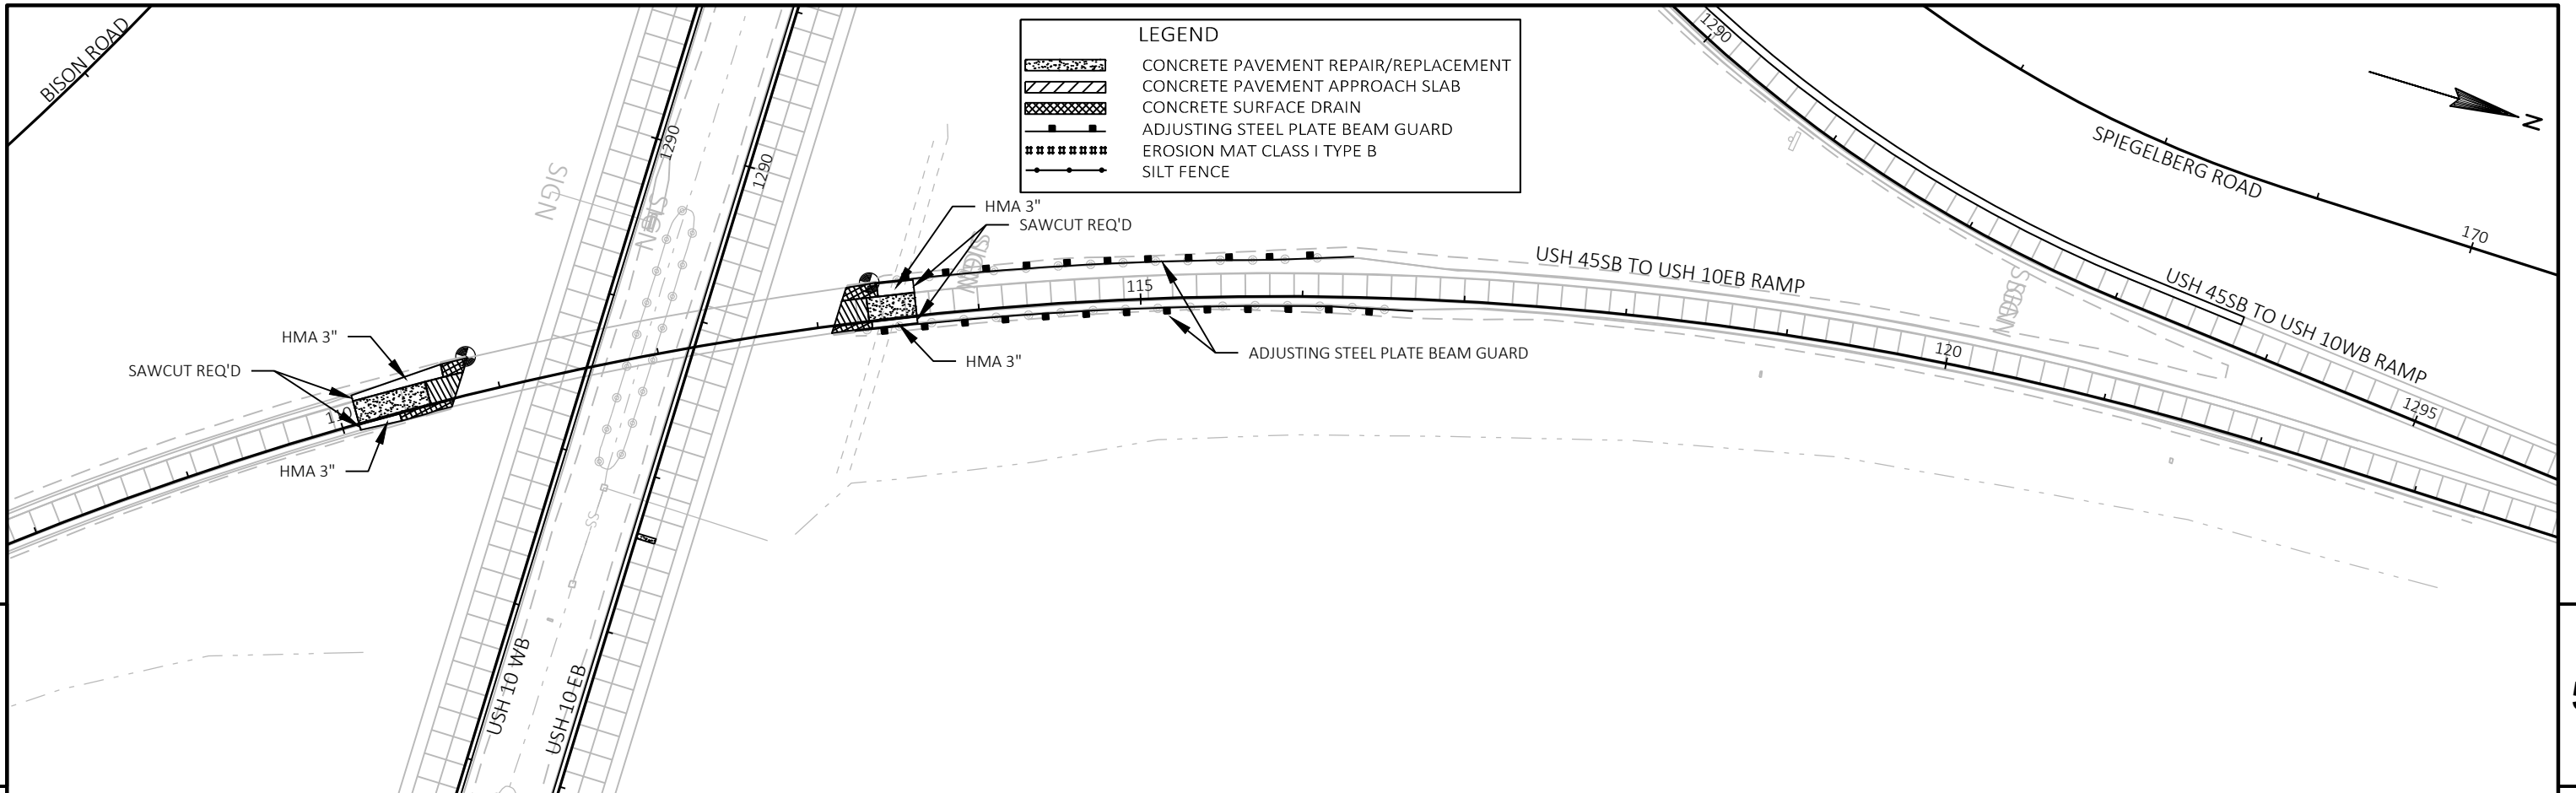 BISON ROAD
LEGEND
CONCRETE PAVEMENT REPAIR/REPLACEMENT
CONCRETE PAVEMENT APPROACH SLAB
CONCRETE SURFACE DRAIN
ADJUSTING STEEL PLATE BEAM GUARD
EROSION MAT CLASS I TYPE B
SILT FENCE
1290
N
SPIEGELBERG ROAD
170
1290
1290
SIGN
SIGN
HMA 3"
SAWCUT REQ'D
USH 45SB TO USH 10EB RAMP
USH 45SB TO USH 10WB RAMP
115
HMA 3"
SAWCUT REQ'D
HMA 3"
ADJUSTING STEEL PLATE BEAM GUARD
120
1295
110
HMA 3"
SS
USH 10 WB
USH 10 EB